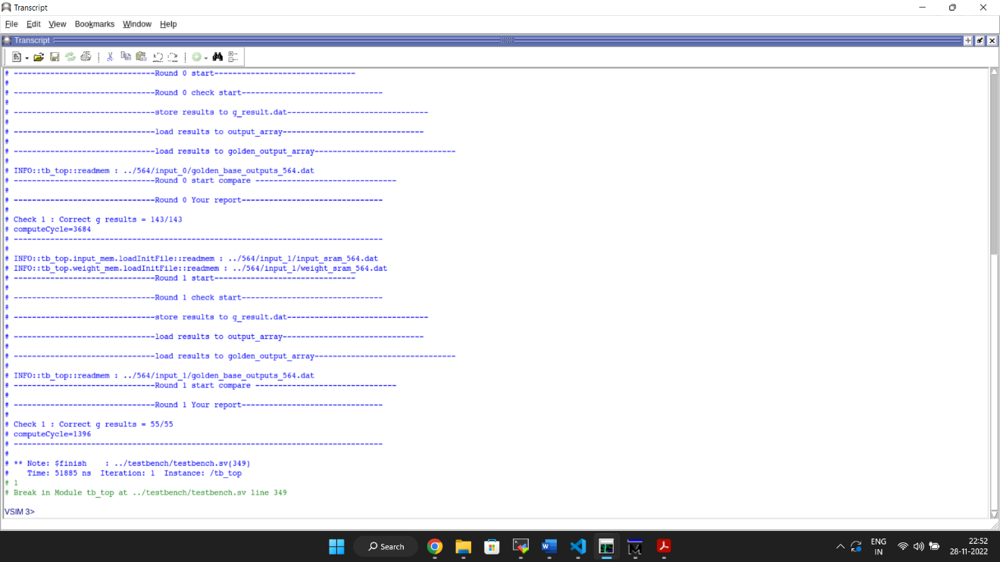 Transcript
File Edit View Bookmarks Window Help
Transcript
# -------------------------------Round 0 start-------------------------------
#
# -------------------------------Round 0 check start-------------------------------
#
# -------------------------------store results to g_result.dat-------------------------------
#
# -------------------------------load results to output_array-------------------------------
#
# -------------------------------load results to golden_output_array-------------------------------
#
# INFO::tb_top::readmem : ../564/input_0/golden_base_outputs_564.dat
# -------------------------------Round 0 start compare -------------------------------
#
# -------------------------------Round 0 Your report-------------------------------
#
# Check 1 : Correct g results = 143/143
# computeCycle=3684
# ---------------------------------------------------------------------------------
#
# INFO::tb_top.input_mem.loadInitFile::readmem : ../564/input_1/input_sram_564.dat
# INFO::tb_top.weight_mem.loadInitFile::readmem : ../564/input_1/weight_sram_564.dat
# -------------------------------Round 1 start-------------------------------
#
# -------------------------------Round 1 check start-------------------------------
#
# -------------------------------store results to g_result.dat-------------------------------
#
# -------------------------------load results to output_array-------------------------------
#
# -------------------------------load results to golden_output_array-------------------------------
#
# INFO::tb_top::readmem : ../564/input_1/golden_base_outputs_564.dat
# -------------------------------Round 1 start compare -------------------------------
#
# -------------------------------Round 1 Your report-------------------------------
#
# Check 1 : Correct g results = 55/55
# computeCycle=1396
# ---------------------------------------------------------------------------------
#
# ** Note: $finish    : ../testbench/testbench.sv(349)
#    Time: 51885 ns  Iteration: 1  Instance: /tb_top
# 1
# Break in Module tb_top at ../testbench/testbench.sv line 349
VSIM 3>
Search
ENG
IN
22:52
28-11-2022